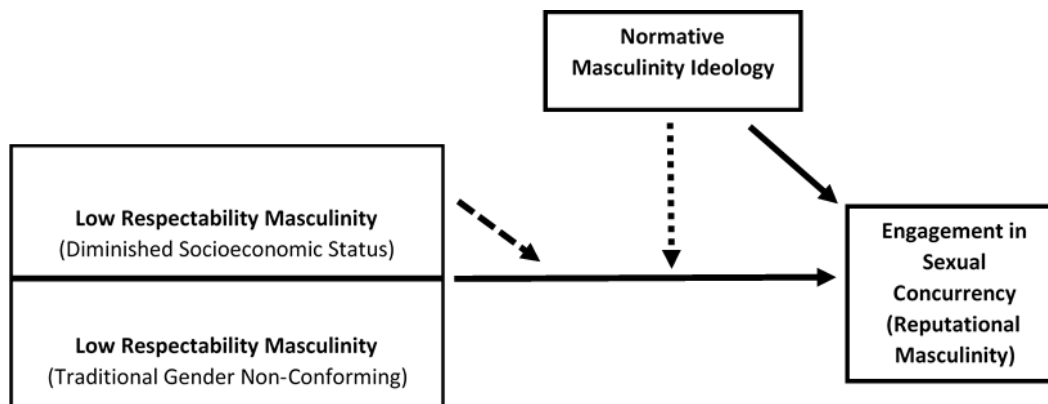 Normative
Masculinity Ideology
Low Respectability Masculinity
(Diminished Socioeconomic Status)
Low Respectability Masculinity
(Traditional Gender Non-Conforming)
Engagement in
Sexual
Concurrency
(Reputational
Masculinity)